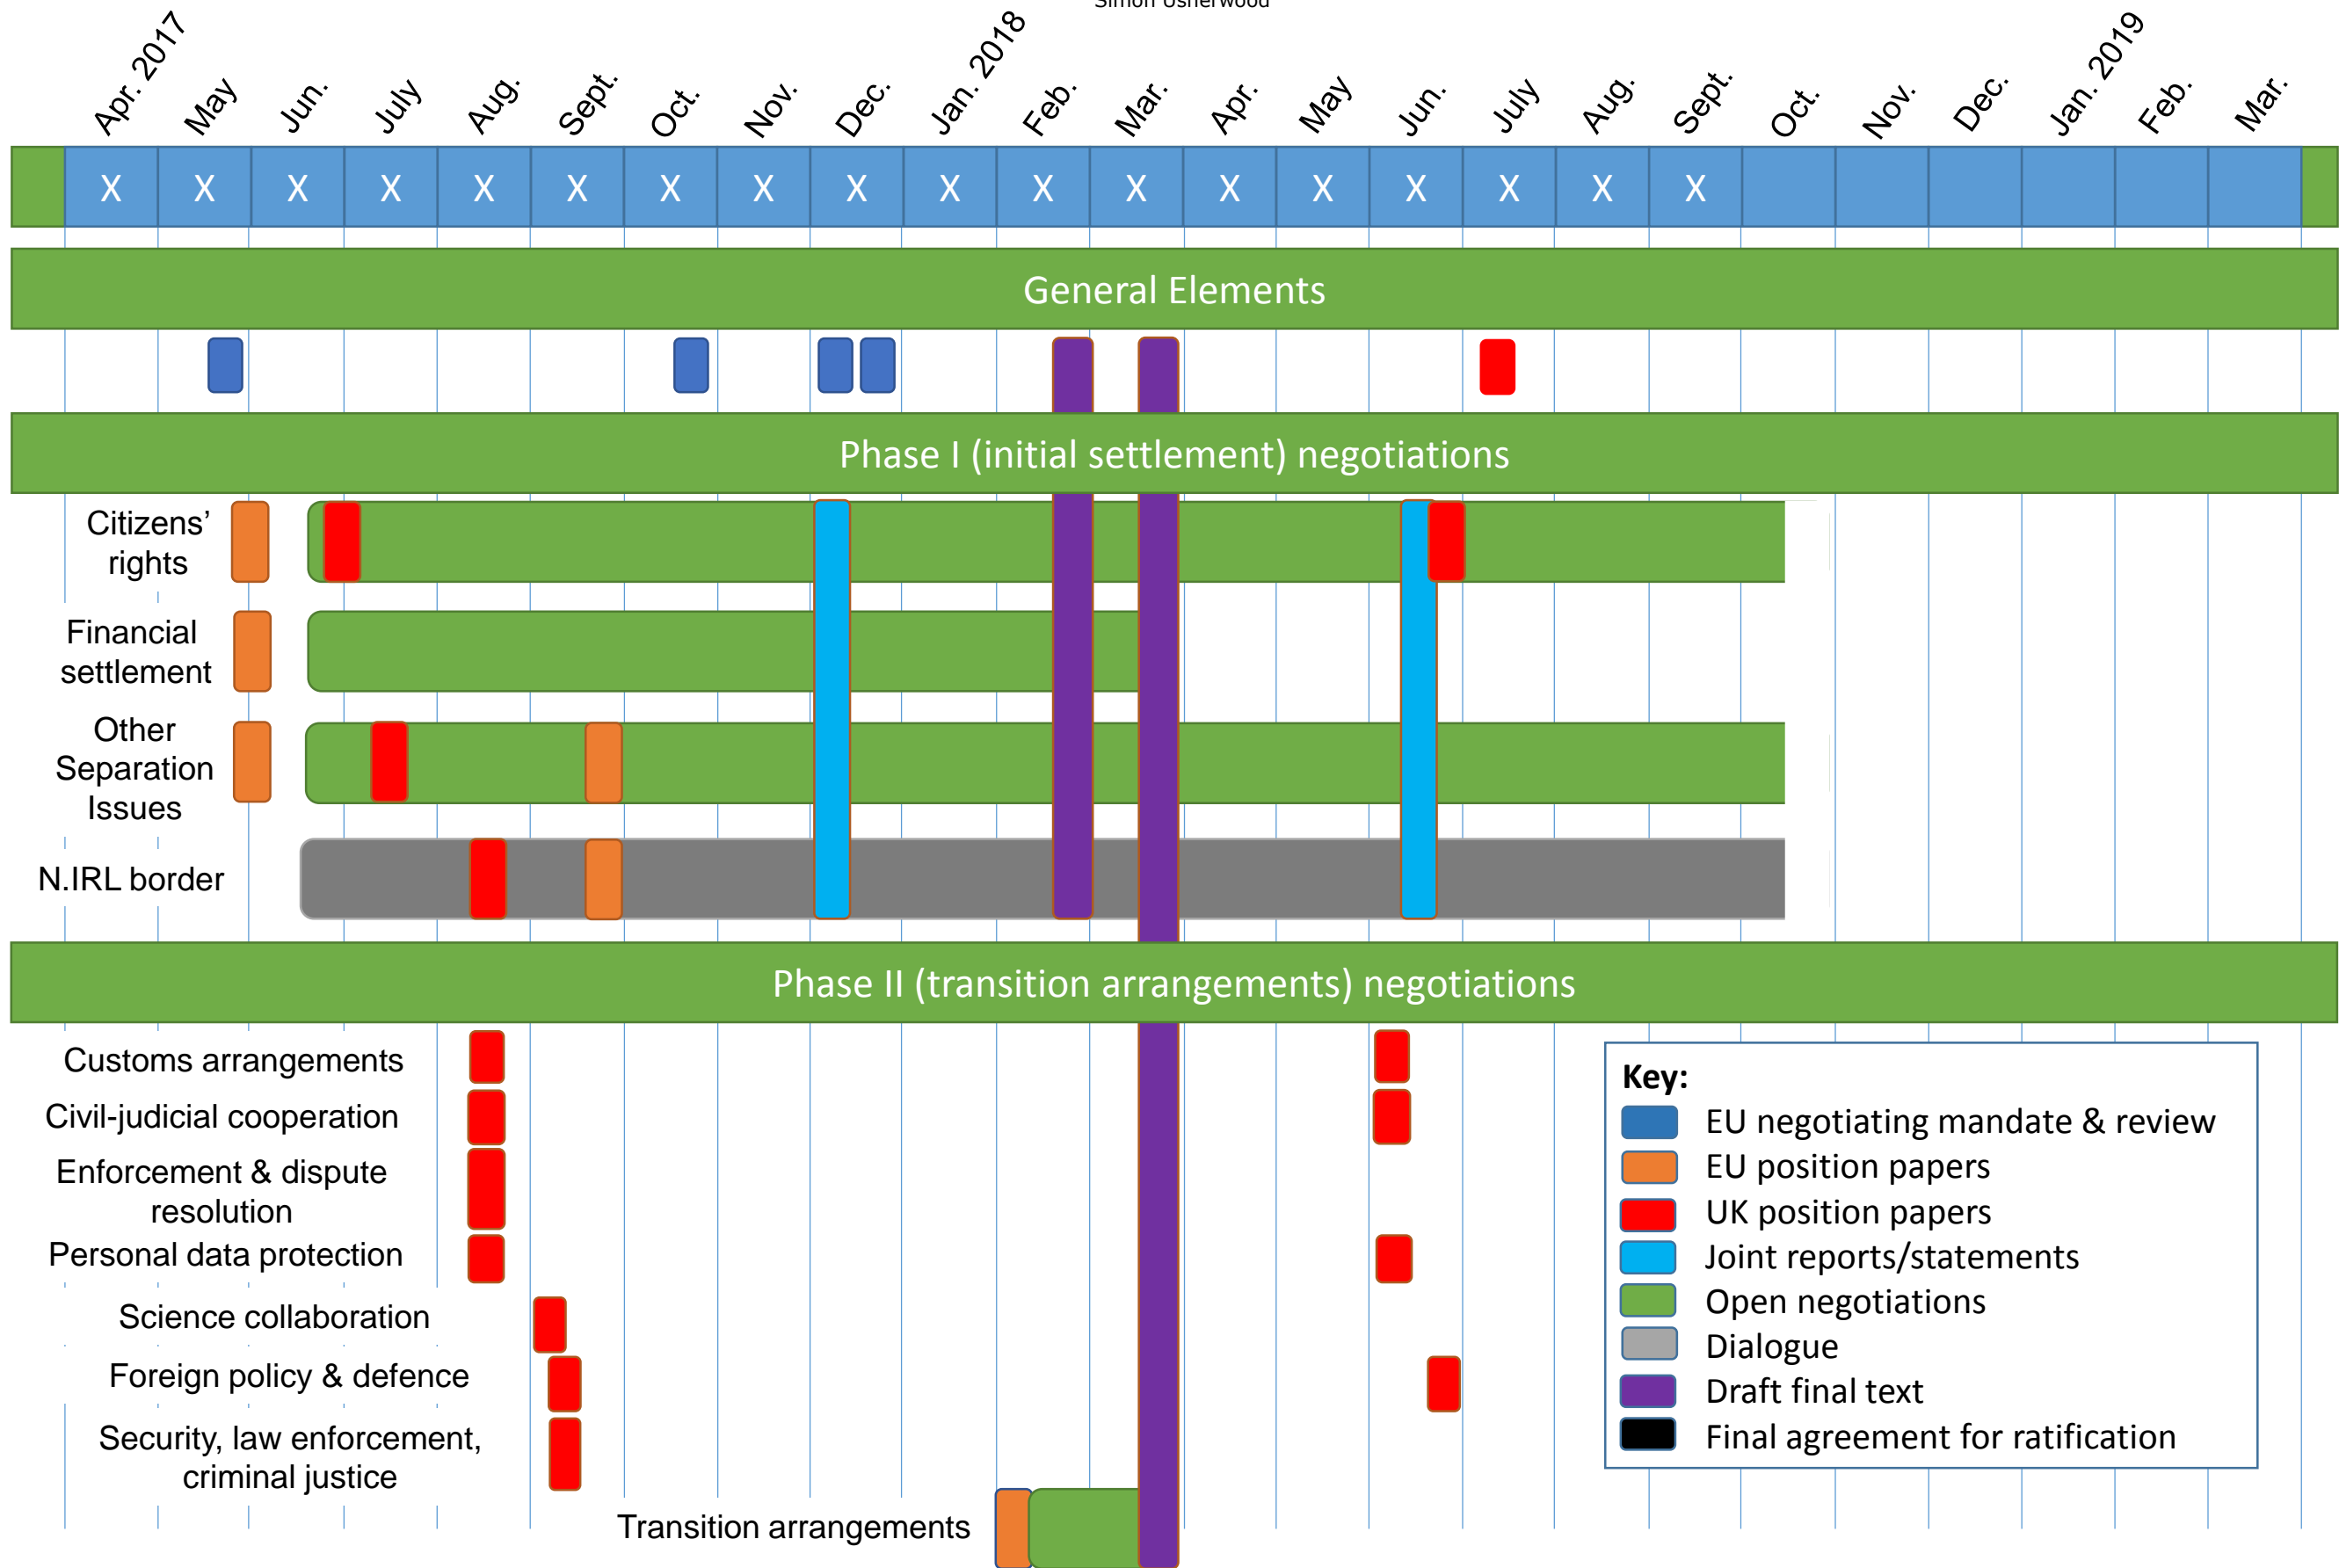 Simon Usherwood
Apr. 2017
May
Jun.
July
Aug.
Sept.
Oct.
Nov.
Dec.
Jan. 2018
Feb.
Mar.
Apr.
May
Jun.
July
Aug.
Sept.
Oct.
Nov.
Dec.
Jan. 2019
Feb.
Mar.
X X X X X X X X X X X X X X X X X X
General Elements
Phase I (initial settlement) negotiations
Citizens’
rights
Financial
settlement
Other
Separation
Issues
N.IRL border
Phase II (transition arrangements) negotiations
Customs arrangements
Civil-judicial cooperation
Enforcement & dispute
resolution
Personal data protection
Science collaboration
Foreign policy & defence
Security, law enforcement,
criminal justice
Transition arrangements
Key:
EU negotiating mandate & review
EU position papers
UK position papers
Joint reports/statements
Open negotiations
Dialogue
Draft final text
Final agreement for ratification